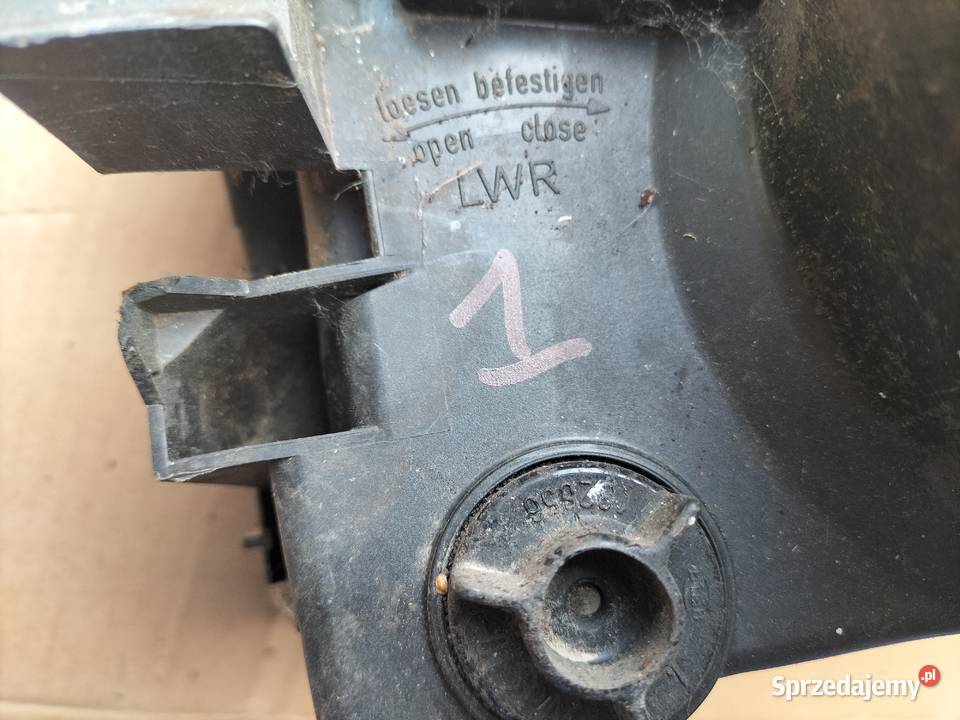 loesen befestigen
open close
LWR
1
Sprzedajemy.pl